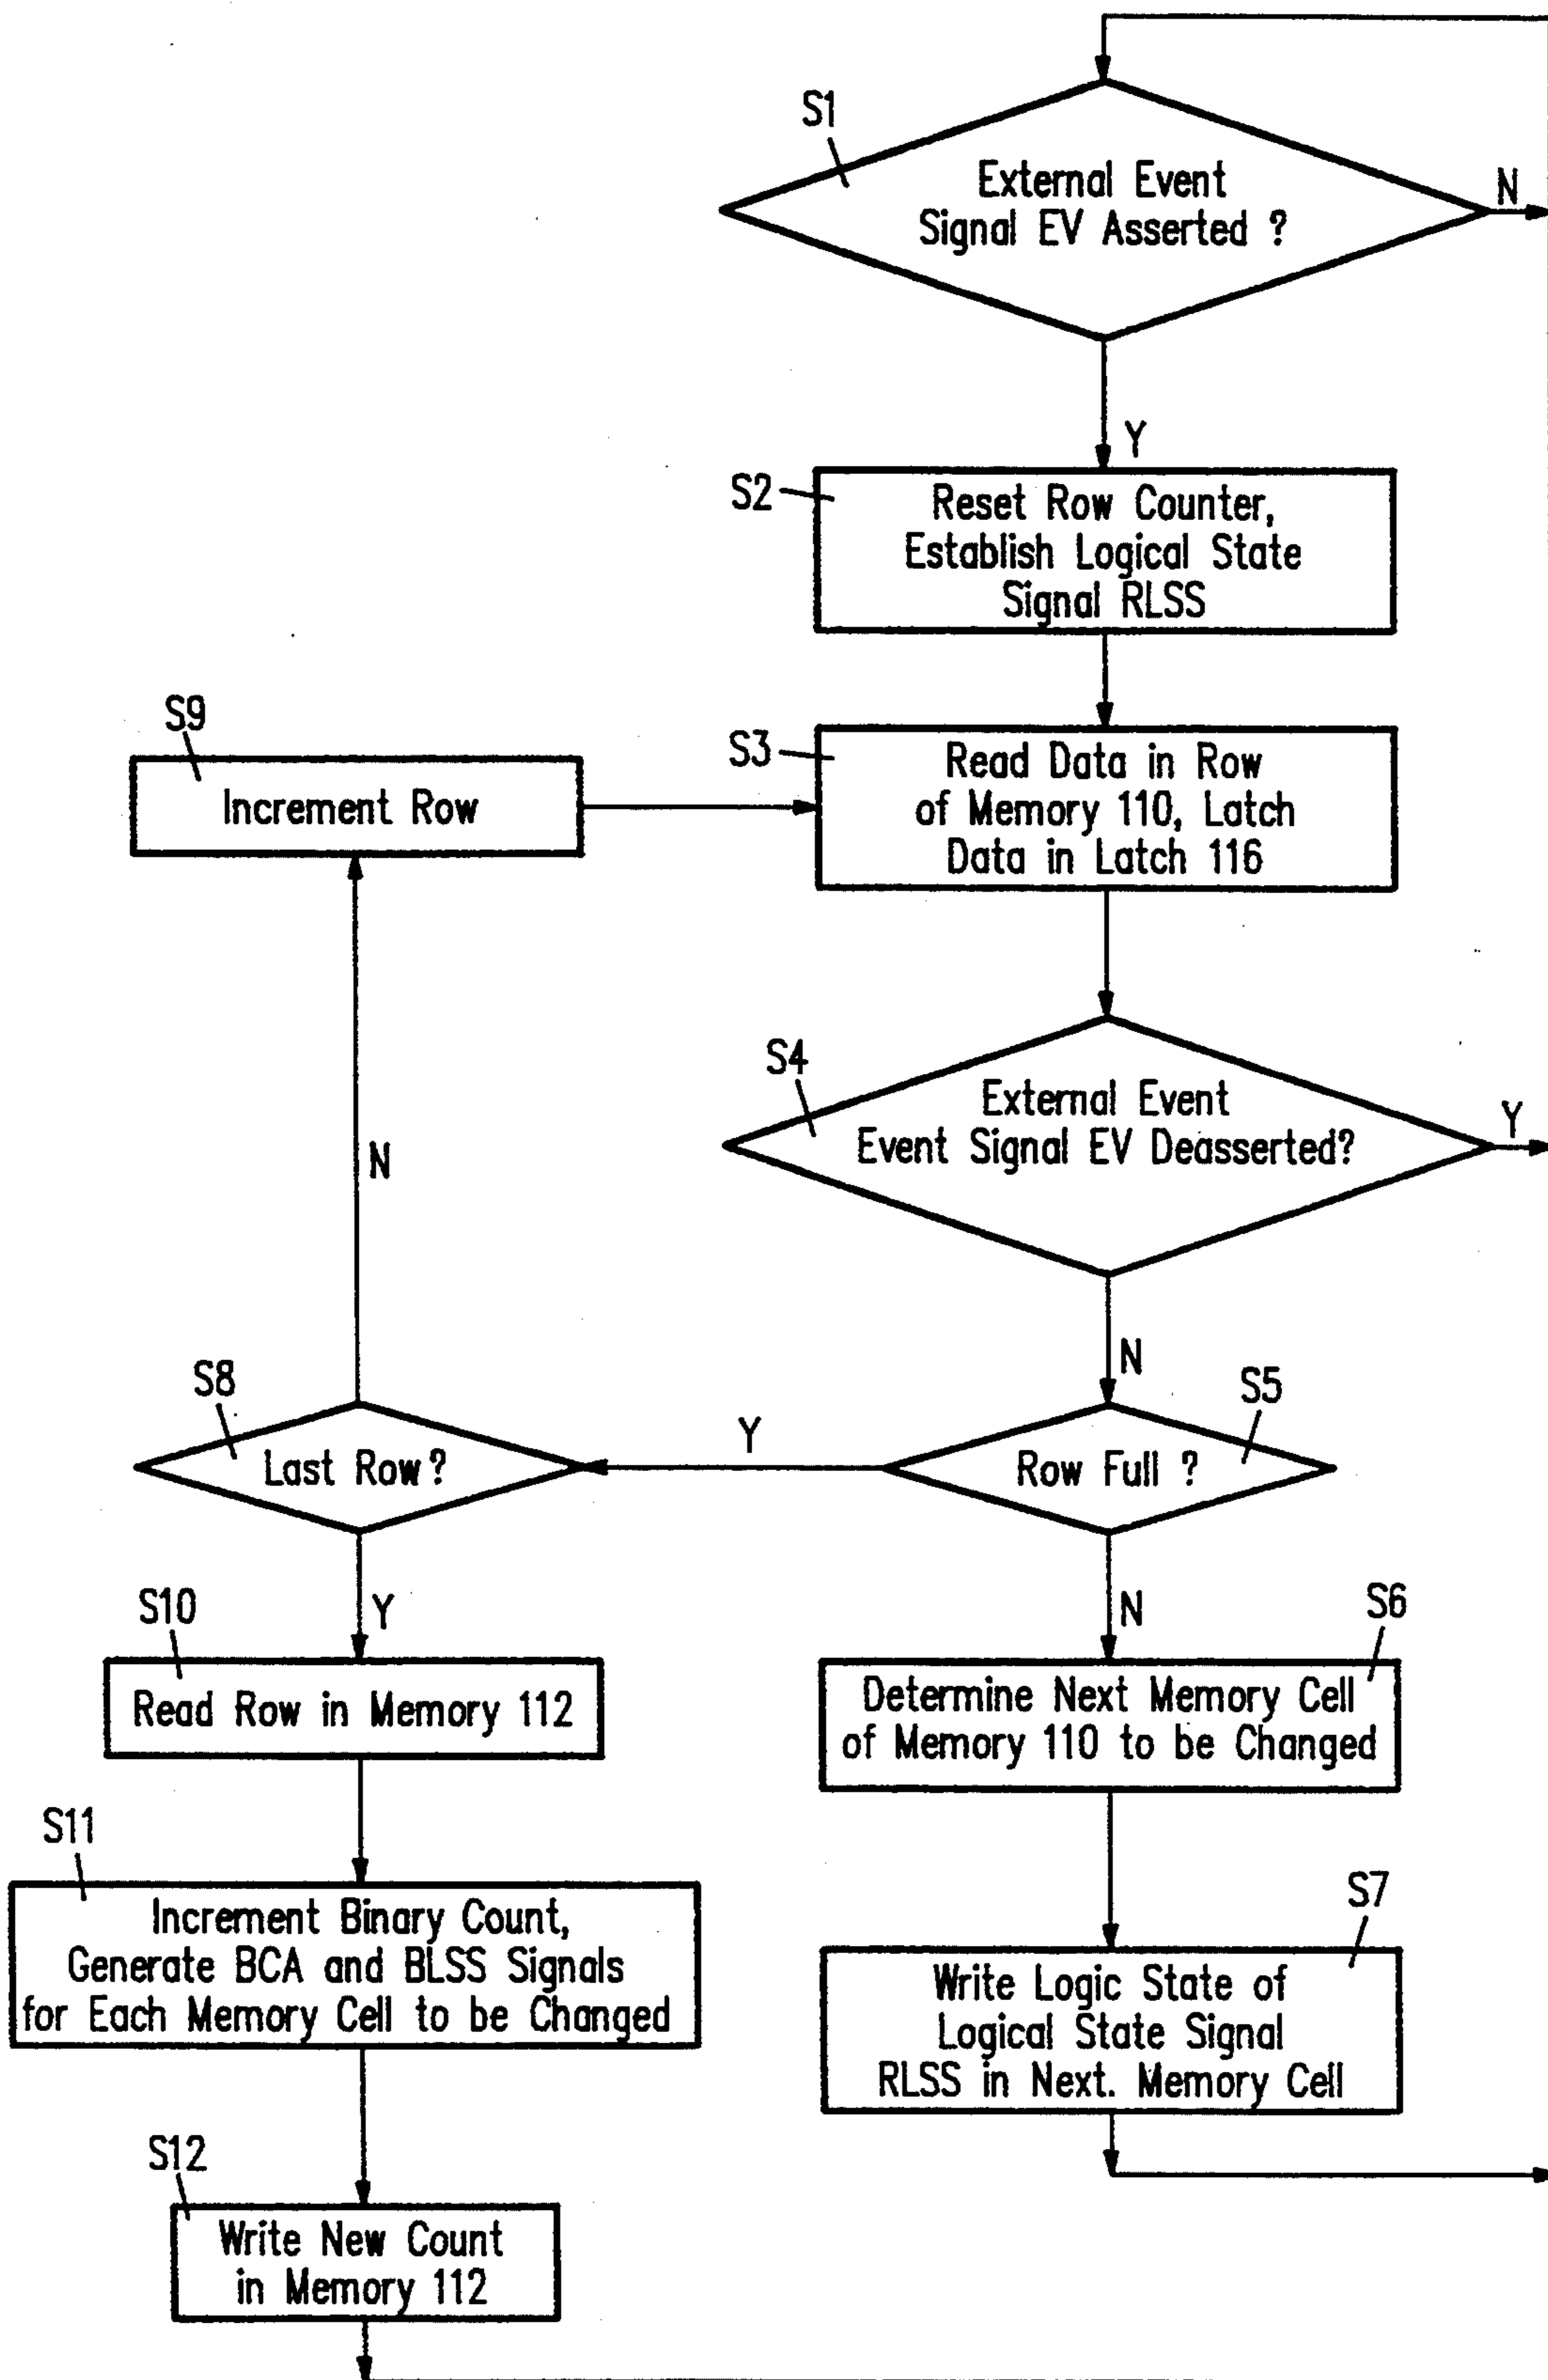 S1
External Event
Signal EV Asserted ?
N
Y
S2
Reset Row Counter,
Establish Logical State
Signal RLSS
S9
Increment Row
S3
Read Data in Row
of Memory 110, Latch
Data in Latch 116
S4
External Event
Event Signal EV Deasserted?
Y
N
N
S8
Last Row?
Y
S5
Row Full ?
Y
N
S10
Read Row in Memory 112
S6
Determine Next Memory Cell
of Memory 110 to be Changed
S11
Increment Binary Count,
Generate BCA and BLSS Signals
for Each Memory Cell to be Changed
S7
Write Logic State of
Logical State Signal
RLSS in Next. Memory Cell
S12
Write New Count
in Memory 112